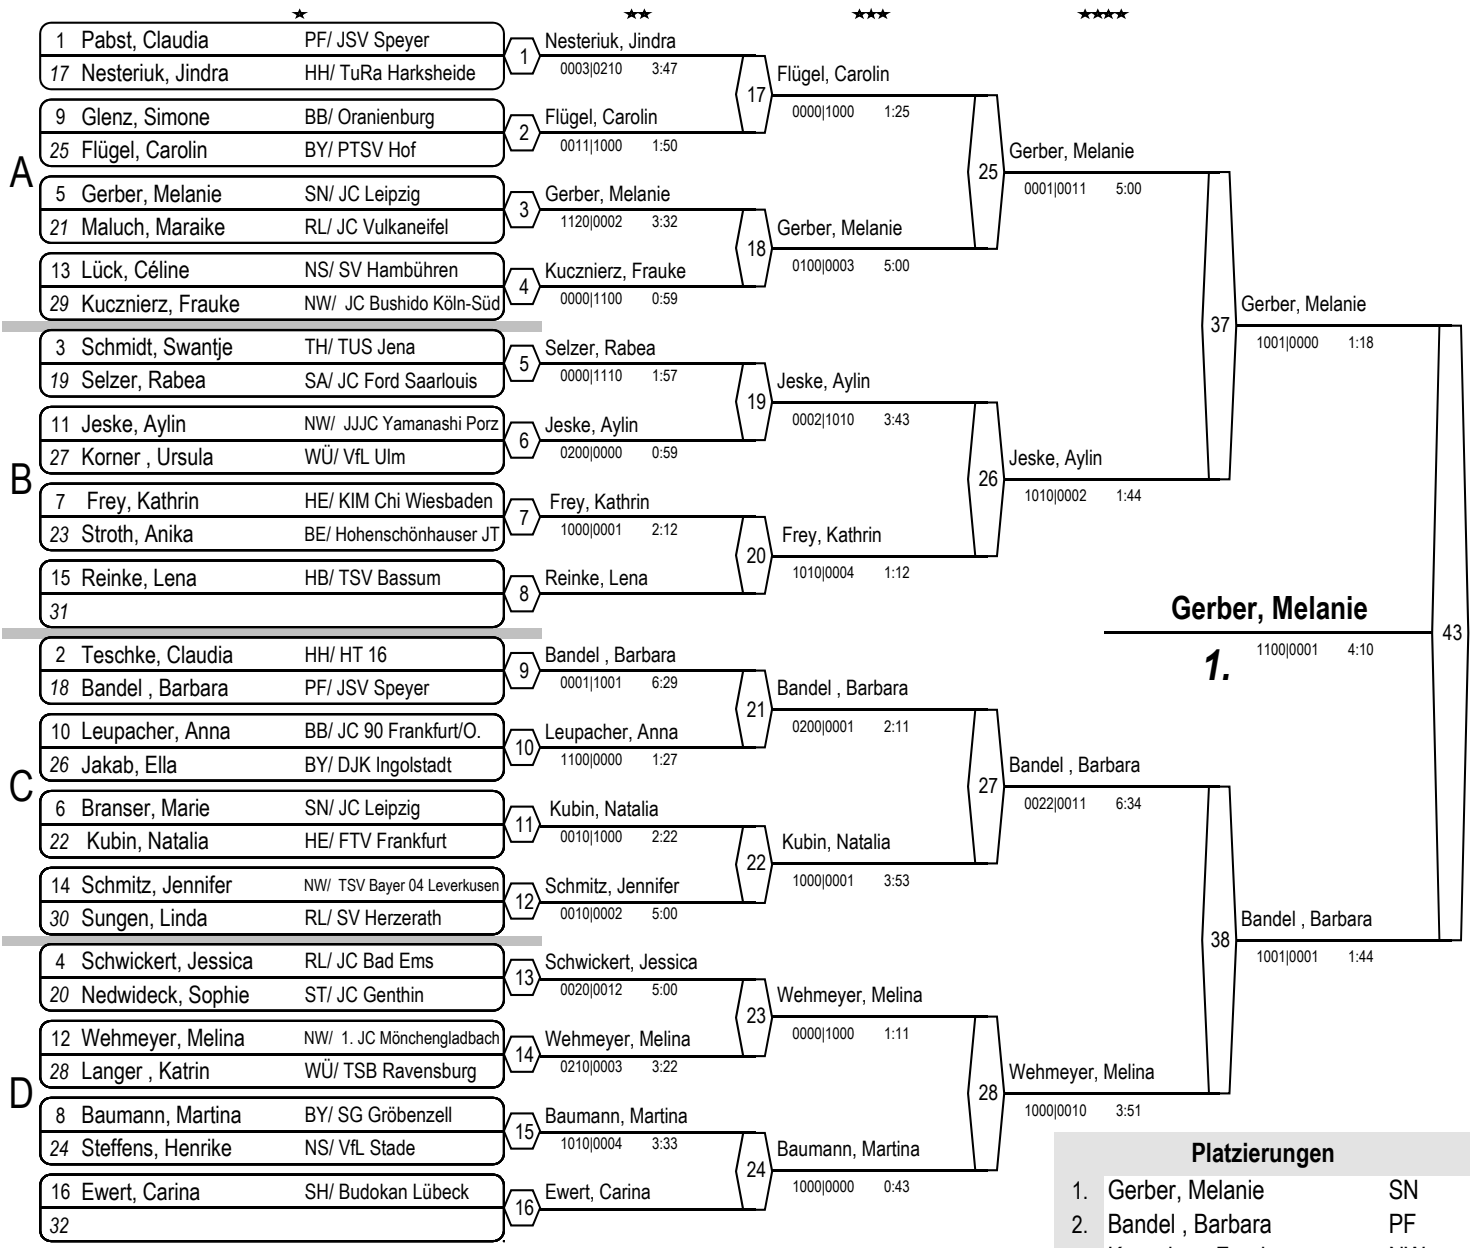 ★ ★★ ★★★ ★★★★
A
1 Pabst, Claudia PF/ JSV Speyer
17 Nesteriuk, Jindra HH/ TuRa Harksheide
9 Glenz, Simone BB/ Oranienburg
25 Flügel, Carolin BY/ PTSV Hof
5 Gerber, Melanie SN/ JC Leipzig
21 Maluch, Maraike RL/ JC Vulkaneifel
13 Lück, Céline NS/ SV Hambühren
29 Kucznierz, Frauke NW/ JC Bushido Köln-Süd
B
3 Schmidt, Swantje TH/ TUS Jena
19 Selzer, Rabea SA/ JC Ford Saarlouis
11 Jeske, Aylin NW/ JJJC Yamanashi Porz
27 Korner , Ursula WÜ/ VfL Ulm
7 Frey, Kathrin HE/ KIM Chi Wiesbaden
23 Stroth, Anika BE/ Hohenschönhauser JT
15 Reinke, Lena HB/ TSV Bassum
31
C
2 Teschke, Claudia HH/ HT 16
18 Bandel , Barbara PF/ JSV Speyer
10 Leupacher, Anna BB/ JC 90 Frankfurt/O.
26 Jakab, Ella BY/ DJK Ingolstadt
6 Branser, Marie SN/ JC Leipzig
22 Kubin, Natalia HE/ FTV Frankfurt
14 Schmitz, Jennifer NW/ TSV Bayer 04 Leverkusen
30 Sungen, Linda RL/ SV Herzerath
D
4 Schwickert, Jessica RL/ JC Bad Ems
20 Nedwideck, Sophie ST/ JC Genthin
12 Wehmeyer, Melina NW/ 1. JC Mönchengladbach
28 Langer , Katrin WÜ/ TSB Ravensburg
8 Baumann, Martina BY/ SG Gröbenzell
24 Steffens, Henrike NS/ VfL Stade
16 Ewert, Carina SH/ Budokan Lübeck
32
1 Nesteriuk, Jindra
0003|0210 3:47
2 Flügel, Carolin
0011|1000 1:50
3 Gerber, Melanie
1120|0002 3:32
4 Kucznierz, Frauke
0000|1100 0:59
5 Selzer, Rabea
0000|1110 1:57
6 Jeske, Aylin
0200|0000 0:59
7 Frey, Kathrin
1000|0001 2:12
8 Reinke, Lena
9 Bandel , Barbara
0001|1001 6:29
10 Leupacher, Anna
1100|0000 1:27
11 Kubin, Natalia
0010|1000 2:22
12 Schmitz, Jennifer
0010|0002 5:00
13 Schwickert, Jessica
0020|0012 5:00
14 Wehmeyer, Melina
0210|0003 3:22
15 Baumann, Martina
1010|0004 3:33
16 Ewert, Carina
17 Flügel, Carolin
0000|1000 1:25
18 Gerber, Melanie
0100|0003 5:00
19 Jeske, Aylin
0002|1010 3:43
20 Frey, Kathrin
1010|0004 1:12
21 Bandel , Barbara
0200|0001 2:11
22 Kubin, Natalia
1000|0001 3:53
23 Wehmeyer, Melina
0000|1000 1:11
24 Baumann, Martina
1000|0000 0:43
25 Gerber, Melanie
0001|0011 5:00
26 Jeske, Aylin
1010|0002 1:44
27 Bandel , Barbara
0022|0011 6:34
28 Wehmeyer, Melina
1000|0010 3:51
37 Gerber, Melanie
1001|0000 1:18
38 Bandel , Barbara
1001|0001 1:44
43
Gerber, Melanie
1. 1100|0001 4:10
Platzierungen
1. Gerber, Melanie SN
2. Bandel , Barbara PF